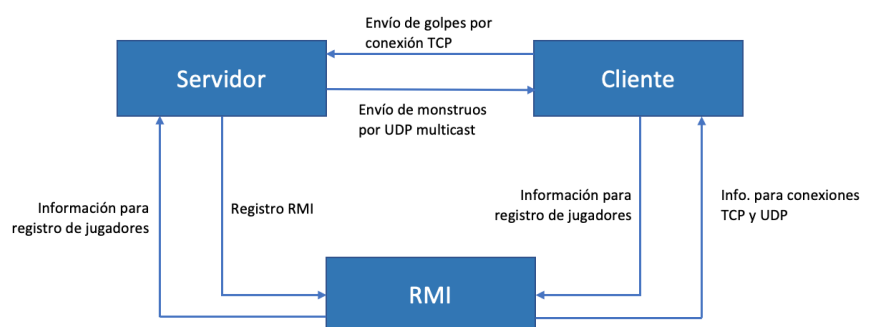 Envío de golpes por
conexión TCP
Servidor
Cliente
Envío de monstruos
por UDP multicast
Información para
registro de jugadores
Registro RMI
Información para
registro de jugadores
Info. para conexiones
TCP y UDP
RMI